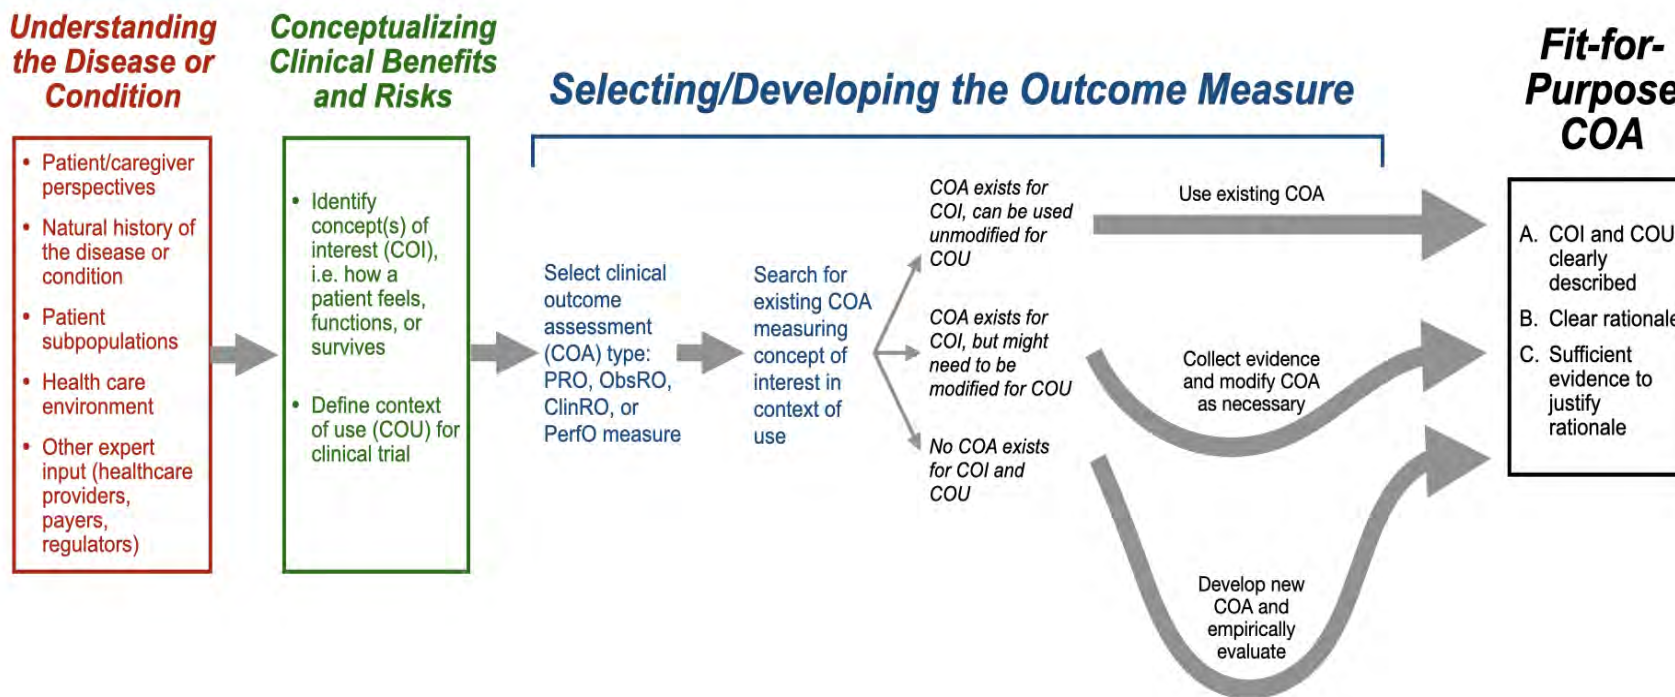 Understanding
the Disease or
Condition
• Patient/caregiver
perspectives
• Natural history of
the disease or
condition
• Patient
subpopulations
• Health care
environment
• Other expert
input (healthcare
providers,
payers,
regulators)
Conceptualizing
Clinical Benefits
and Risks
• Identify
concept(s) of
interest (COI),
i.e. how a
patient feels,
functions, or
survives
• Define context
of use (COU) for
clinical trial
Selecting/Developing the Outcome Measure
Select clinical
outcome
assessment
(COA) type:
PRO, ObsRO,
ClinRO, or
PerfO measure
Search for
existing COA
measuring
concept of
interest in
context of
use
COA exists for
COI, can be used
unmodified for
COU
COA exists for
COI, but might
need to be
modified for COU
No COA exists
for COI and
COU
Use existing COA
Collect evidence
and modify COA
as necessary
Develop new
COA and
empirically
evaluate
Fit-for-
Purpose
COA
A. COI and COU
clearly
described
B. Clear rationale
C. Sufficient
evidence to
justify
rationale